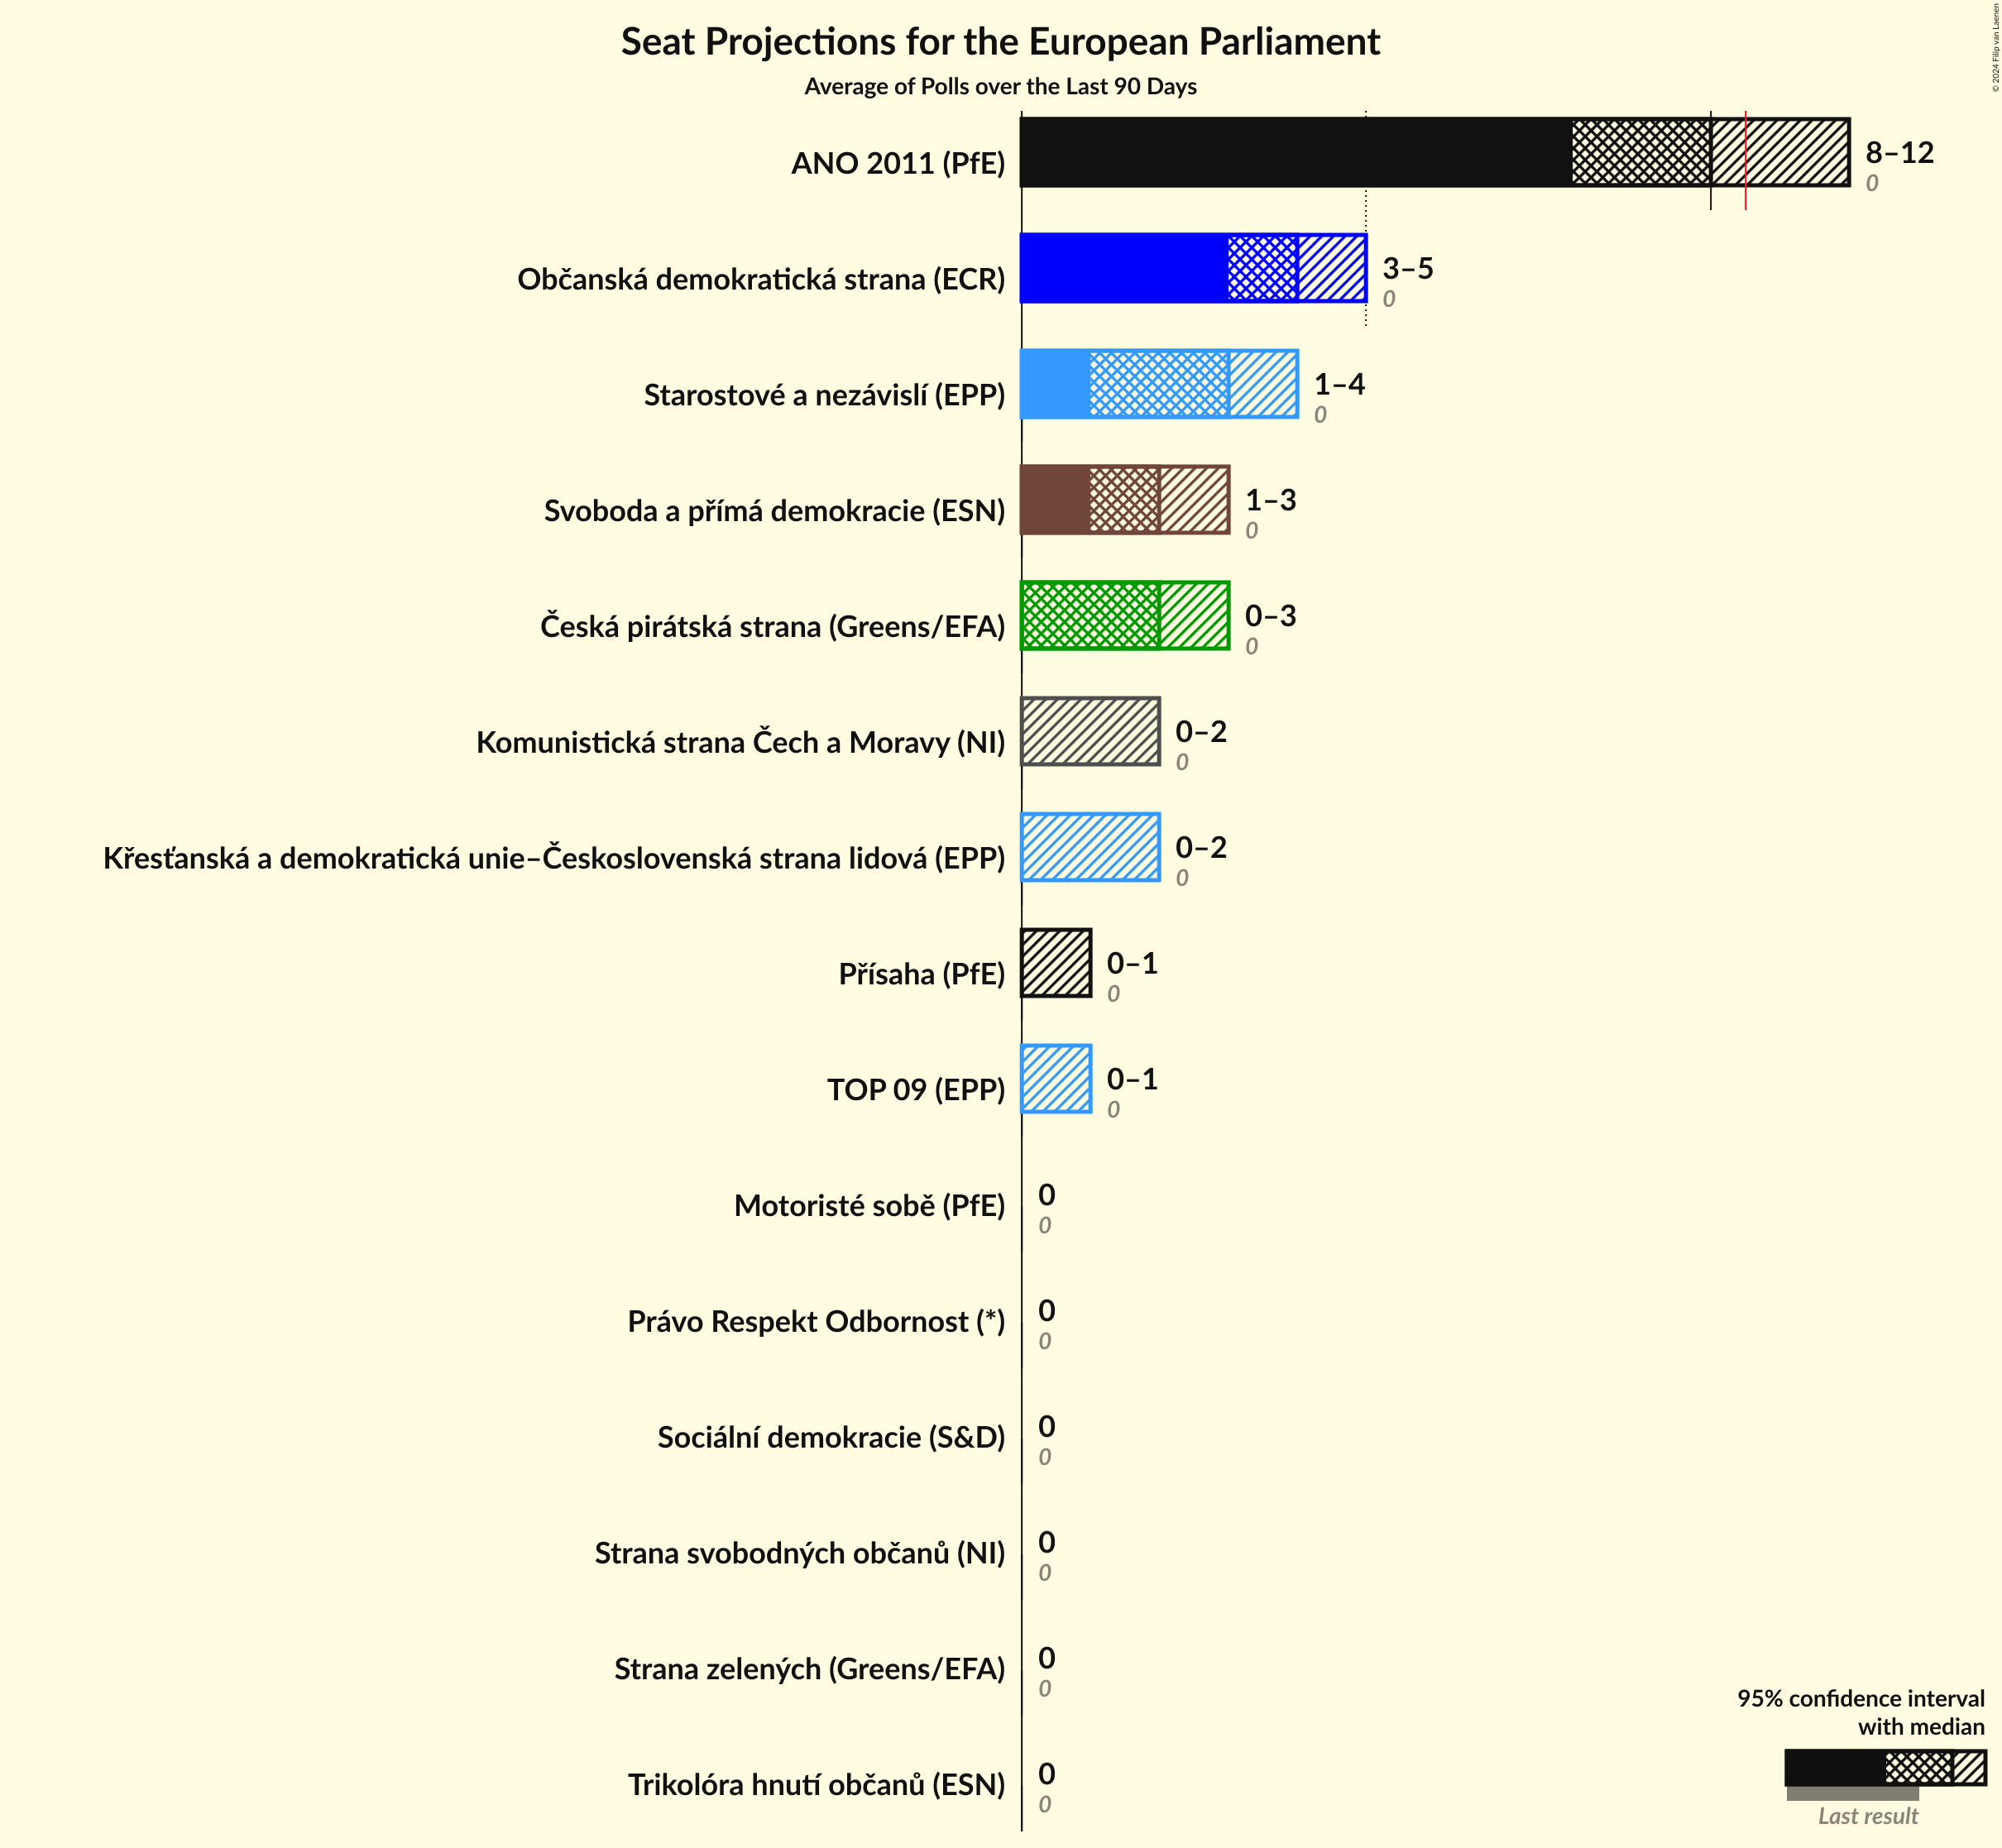 Seat Projections for the European Parliament
Average of Polls over the Last 90 Days
© 2024 Filip van Laenen
ANO 2011 (PfE)
8–12
0
Občanská demokratická strana (ECR)
3–5
0
Starostové a nezávislí (EPP)
1–4
0
Svoboda a přímá demokracie (ESN)
1–3
0
Česká pirátská strana (Greens/EFA)
0–3
0
Komunistická strana Čech a Moravy (NI)
0–2
0
Křesťanská a demokratická unie–Československá strana lidová (EPP)
0–2
0
Přísaha (PfE)
0–1
0
TOP 09 (EPP)
0–1
0
Motoristé sobě (PfE)
0
0
Právo Respekt Odbornost (*)
0
0
Sociální demokracie (S&D)
0
0
Strana svobodných občanů (NI)
0
0
Strana zelených (Greens/EFA)
0
0
Trikolóra hnutí občanů (ESN)
0
0
95% confidence interval
with median
Last result